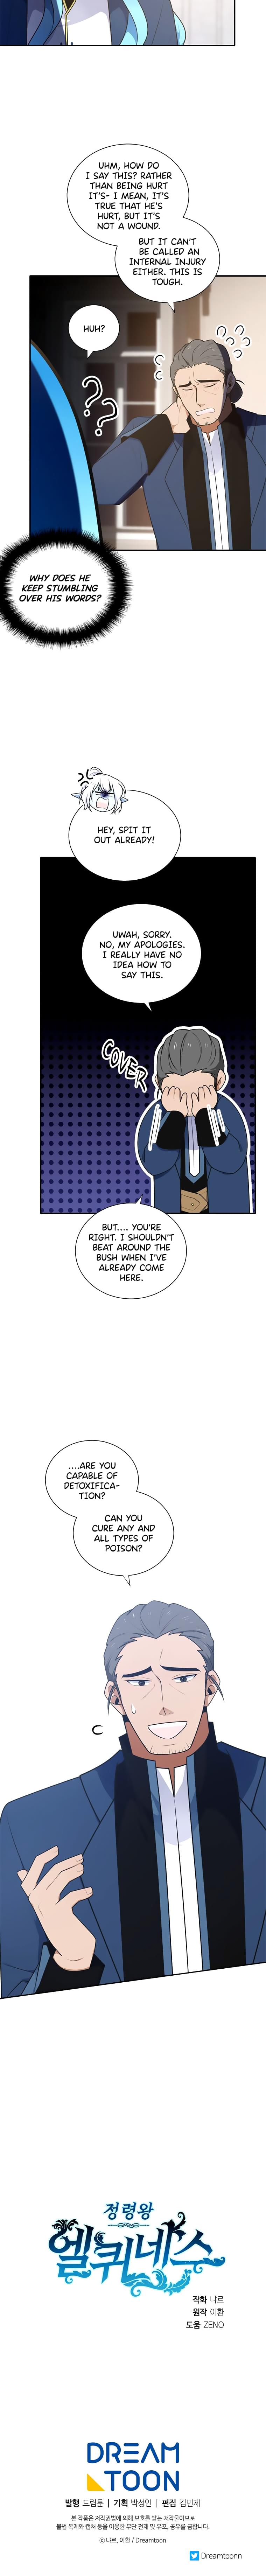 UHM, HOW DO
I SAY THIS? RATHER
THAN BEING HURT
IT'S- I MEAN, IT'S
TRUE THAT HE'S
HURT, BUT IT'S
NOT A WOUND.
BUT IT CAN'T
BE CALLED AN
INTERNAL INJURY
EITHER. THIS IS
TOUGH.
HUH?
???
WHY DOES HE
KEEP STUMBLING
OVER HIS WORDS?
HEY, SPIT IT
OUT ALREADY!
UWAH, SORRY.
NO, MY APOLOGIES.
I REALLY HAVE NO
IDEA HOW TO
SAY THIS.
COVER
BUT.... YOU'RE
RIGHT. I SHOULDN'T
BEAT AROUND THE
BUSH WHEN I'VE
ALREADY COME
HERE.
....ARE YOU
CAPABLE OF
DETOXIFICA-
TION?
CAN YOU
CURE ANY AND
ALL TYPES OF
POISON?
정령왕
엘퀴네스
작화 냐르
원작 이환
도움 ZENO
DREAM
TOON
발행 드림툰 | 기획 박성인 | 편집 김민제
본 작품은 저작권법에 의해 보호를 받는 저작물이므로
불법 복제와 캡처 등을 이용한 무단 전재 및 유포, 공유를 금합니다.
ⓒ 냐르, 이환 / Dreamtoon
Dreamtoonn